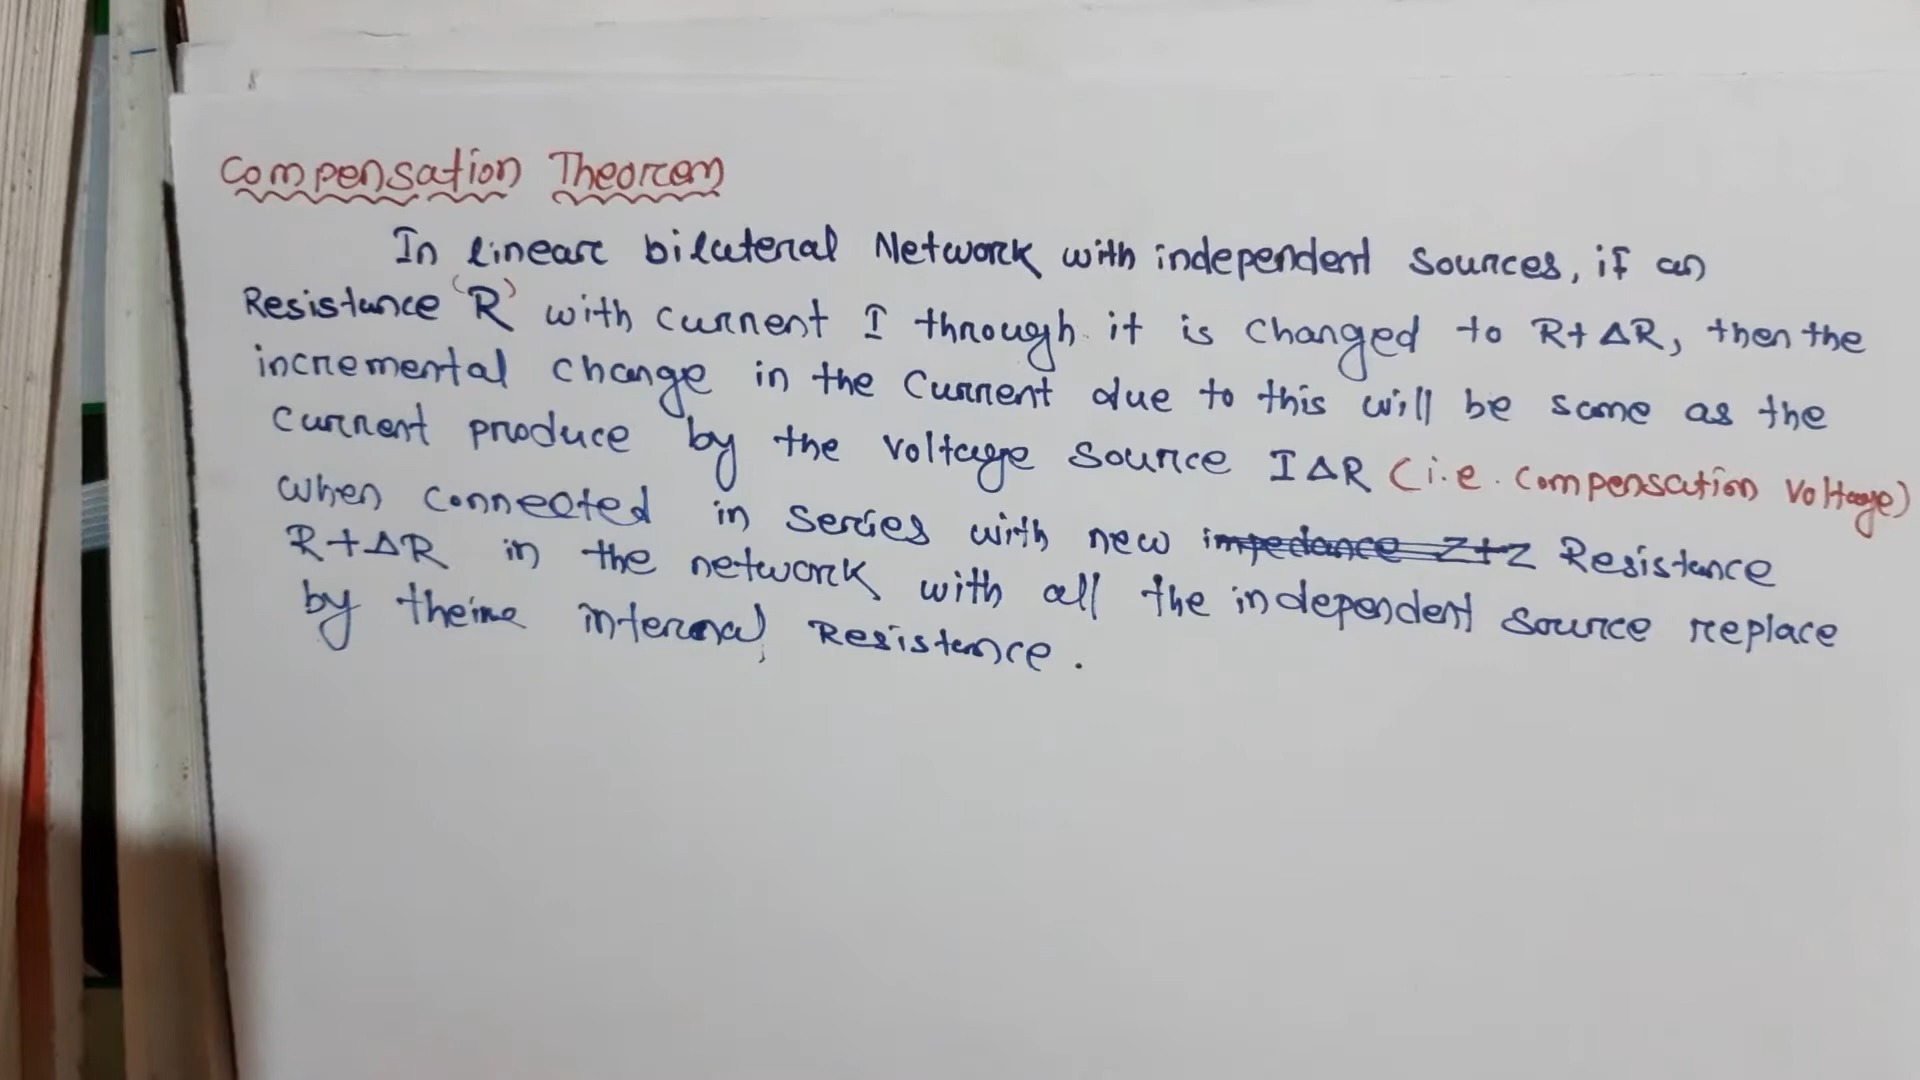 Compensation Theorem
In linear bilateral Network with independent Sources, if an
Resistance 'R' with current I through it is changed to R+ΔR, then the
incremental change in the Current due to this will be same as the
current produce by the voltage source IΔR (i.e. compensation voltage)
when connected in series with new impedance Z+Z Resistance
R+ΔR in the network with all the independent source replace
by theire internal Resistance.